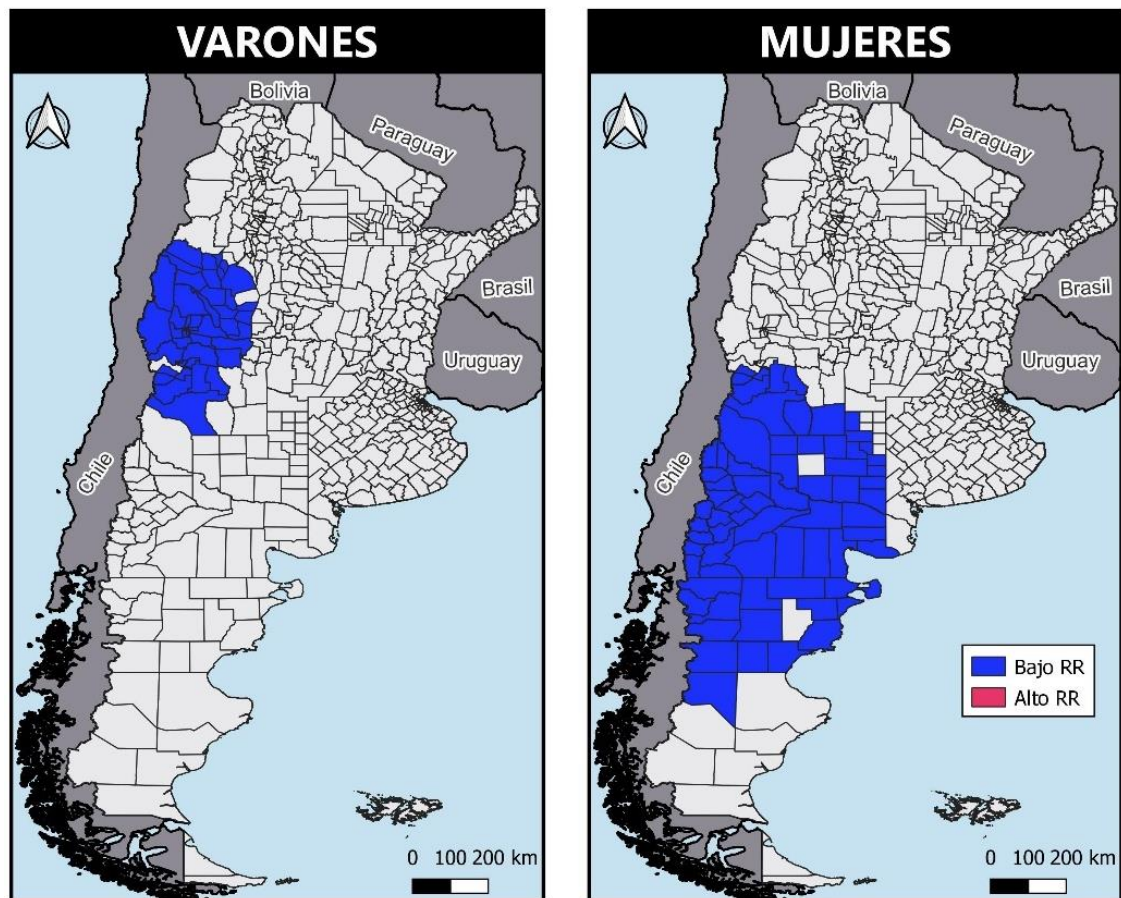 VARONES
Bolivia
Paraguay
Brasil
Uruguay
Chile
0 100 200 km
MUJERES
Bolivia
Paraguay
Brasil
Uruguay
Chile
Bajo RR
Alto RR
0 100 200 km